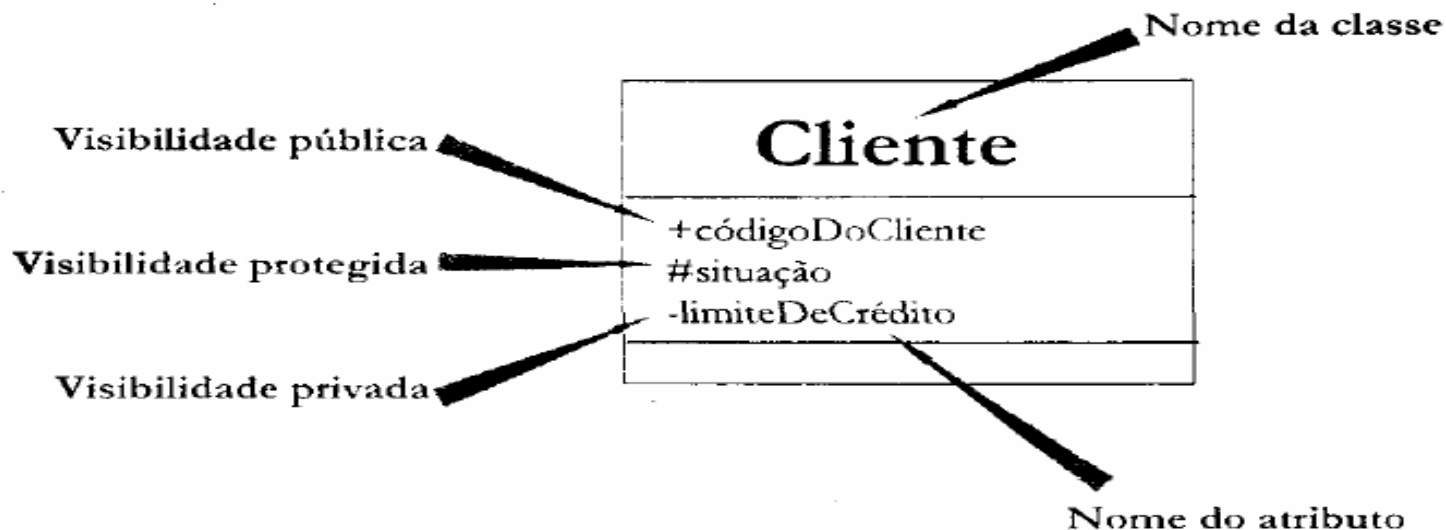 Nome da classe
Visibilidade pública
Cliente
+códigoDoCliente
Visibilidade protegida
#situação
-limiteDeCrédito
Visibilidade privada
Nome do atributo